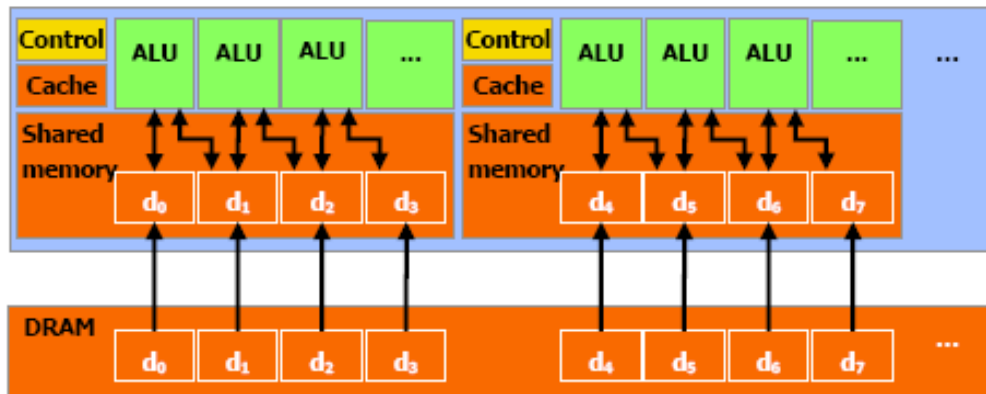 Control ALU ALU ALU ... Control ALU ALU ALU ... ...
Cache Cache
Shared memory Shared memory
d₀ d₁ d₂ d₃ d₄ d₅ d₆ d₇
DRAM
d₀ d₁ d₂ d₃ d₄ d₅ d₆ d₇ ...